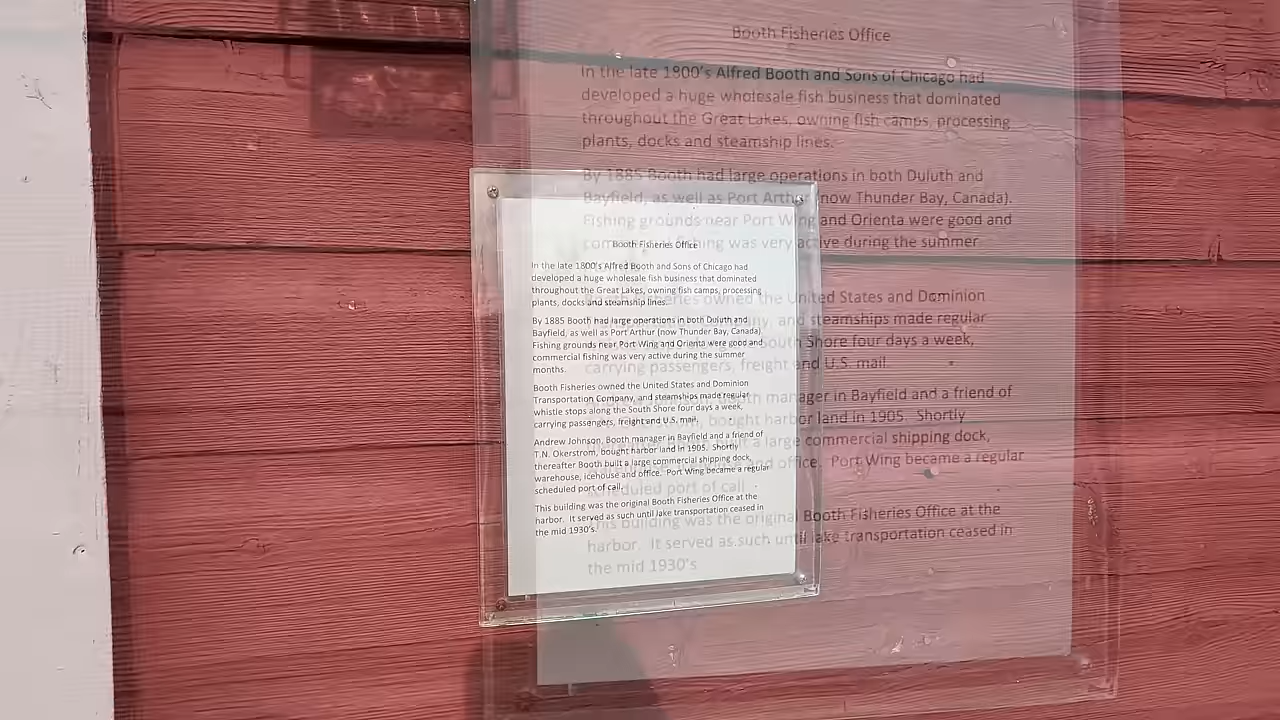 Booth Fisheries Office
In the late 1800's Alfred Booth and Sons of Chicago had
developed a huge wholesale fish business that dominated
throughout the Great Lakes, owning fish camps, processing
plants, docks and steamship lines.
By 1885 Booth had large operations in both Duluth and
Bayfield, as well as Port Arthur (now Thunder Bay, Canada).
Fishing grounds near Port Wing and Orienta were good and
commercial fishing was very active during the summer
months.
Booth Fisheries owned the United States and Dominion
Transportation Company, and steamships made regular
whistle stops along the South Shore four days a week,
carrying passengers, freight and U.S. mail.
Andrew Johnson, Booth manager in Bayfield and a friend of
T.N. Okerstrom, bought harbor land in 1905. Shortly
thereafter Booth built a large commercial shipping dock,
warehouse, icehouse and office. Port Wing became a regular
scheduled port of call.
This building was the original Booth Fisheries Office at the
harbor. It served as such until lake transportation ceased in
the mid 1930's